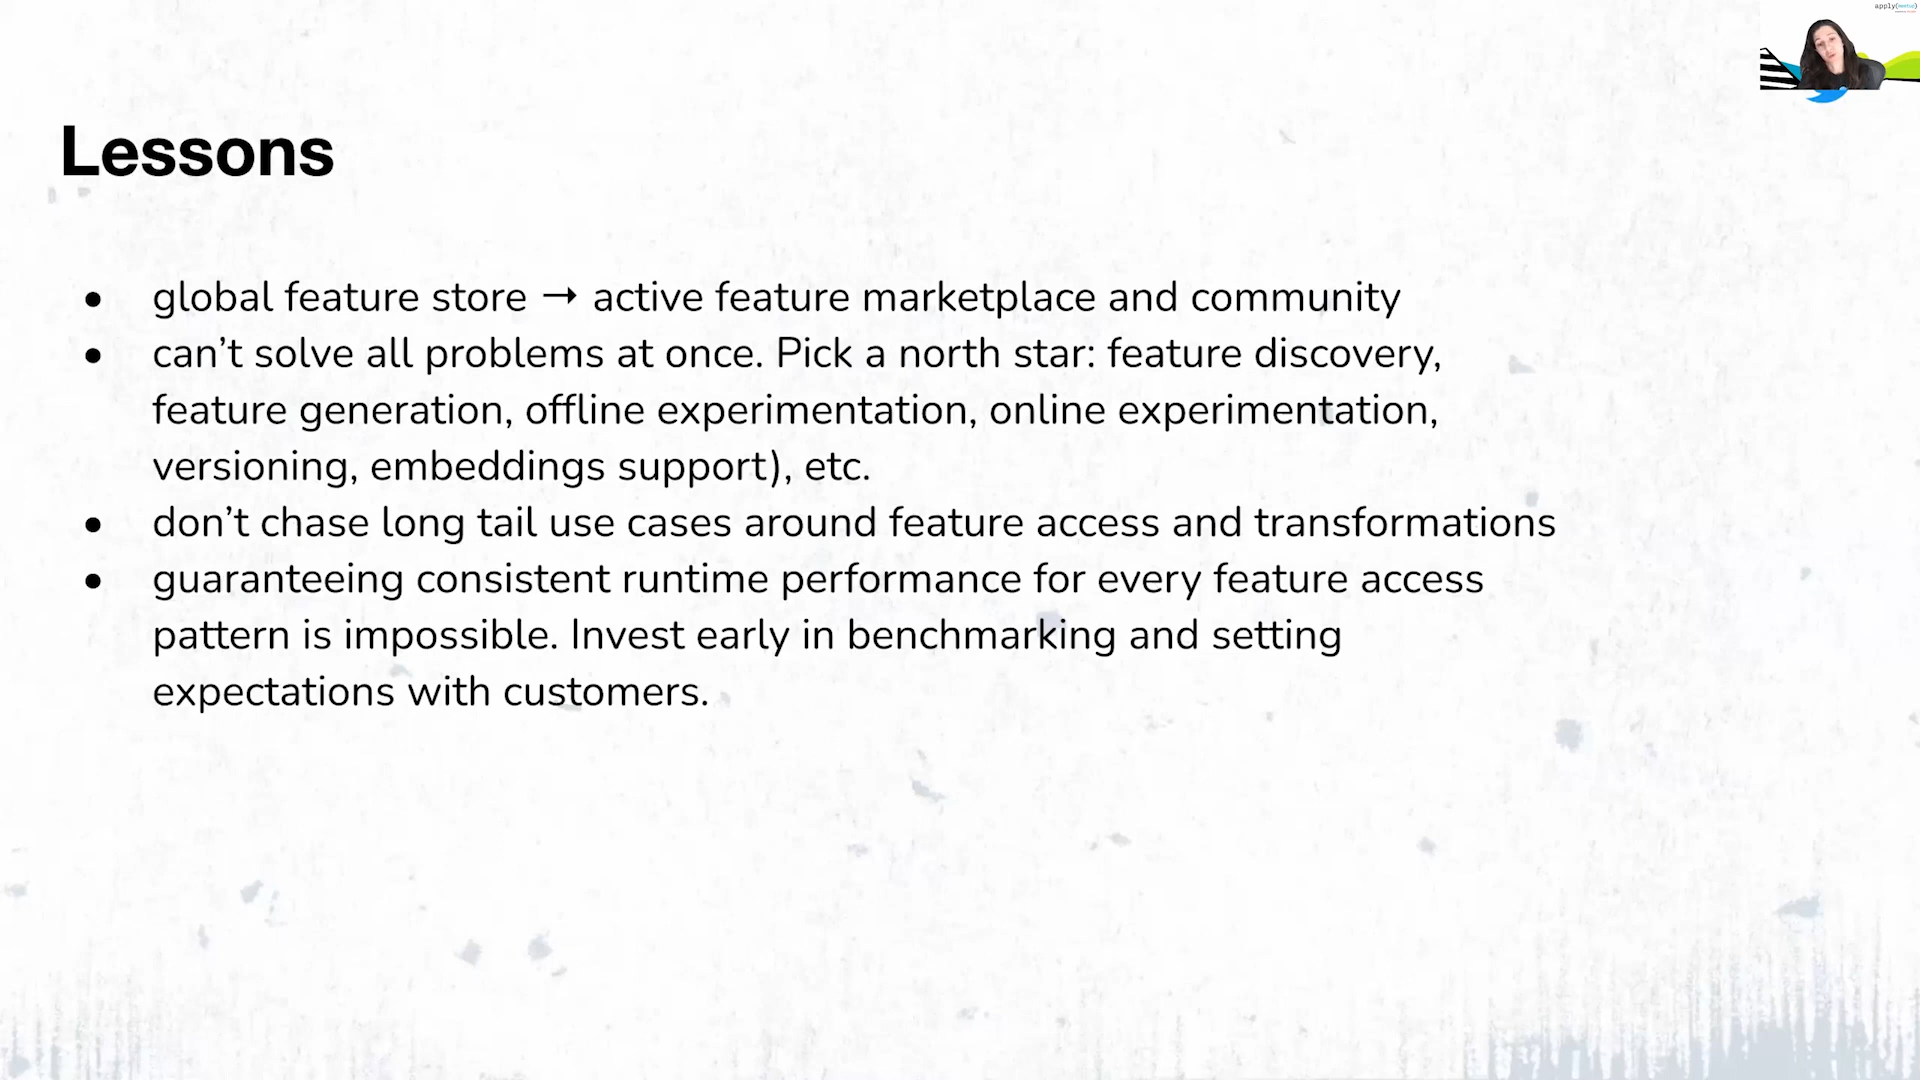 apply(meetup)
Lessons
● global feature store → active feature marketplace and community
● can’t solve all problems at once. Pick a north star: feature discovery,
feature generation, offline experimentation, online experimentation,
versioning, embeddings support), etc.
● don’t chase long tail use cases around feature access and transformations
● guaranteeing consistent runtime performance for every feature access
pattern is impossible. Invest early in benchmarking and setting
expectations with customers.